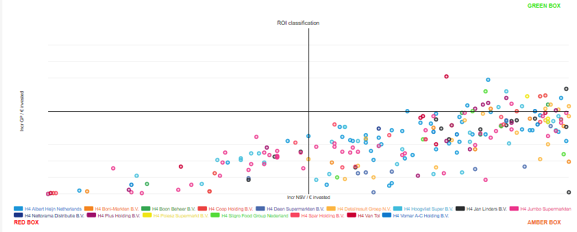 GREEN BOX
ROI classification
Incr GP / € invested
Incr NSV / € invested
H4 Albert Heijn Netherlands H4 Boni-Markten B.V. H4 Boon Beheer B.V. H4 Coop Holding B.V. H4 Deen Supermarkten B.V. H4 Detailresult Groep N.V. H4 Hoogvliet Super B.V. H4 Jan Linders B.V. H4 Jumbo Supermarkten
H4 Nettorama Distributie B.V. H4 Plus Holding B.V. H4 Poiesz Supermarkt B.V. H4 Staco Food Group Nederland H4 Spar Holding B.V. H4 Van Tol H4 Vomar A-C Holding B.V.
RED BOX AMBER BOX